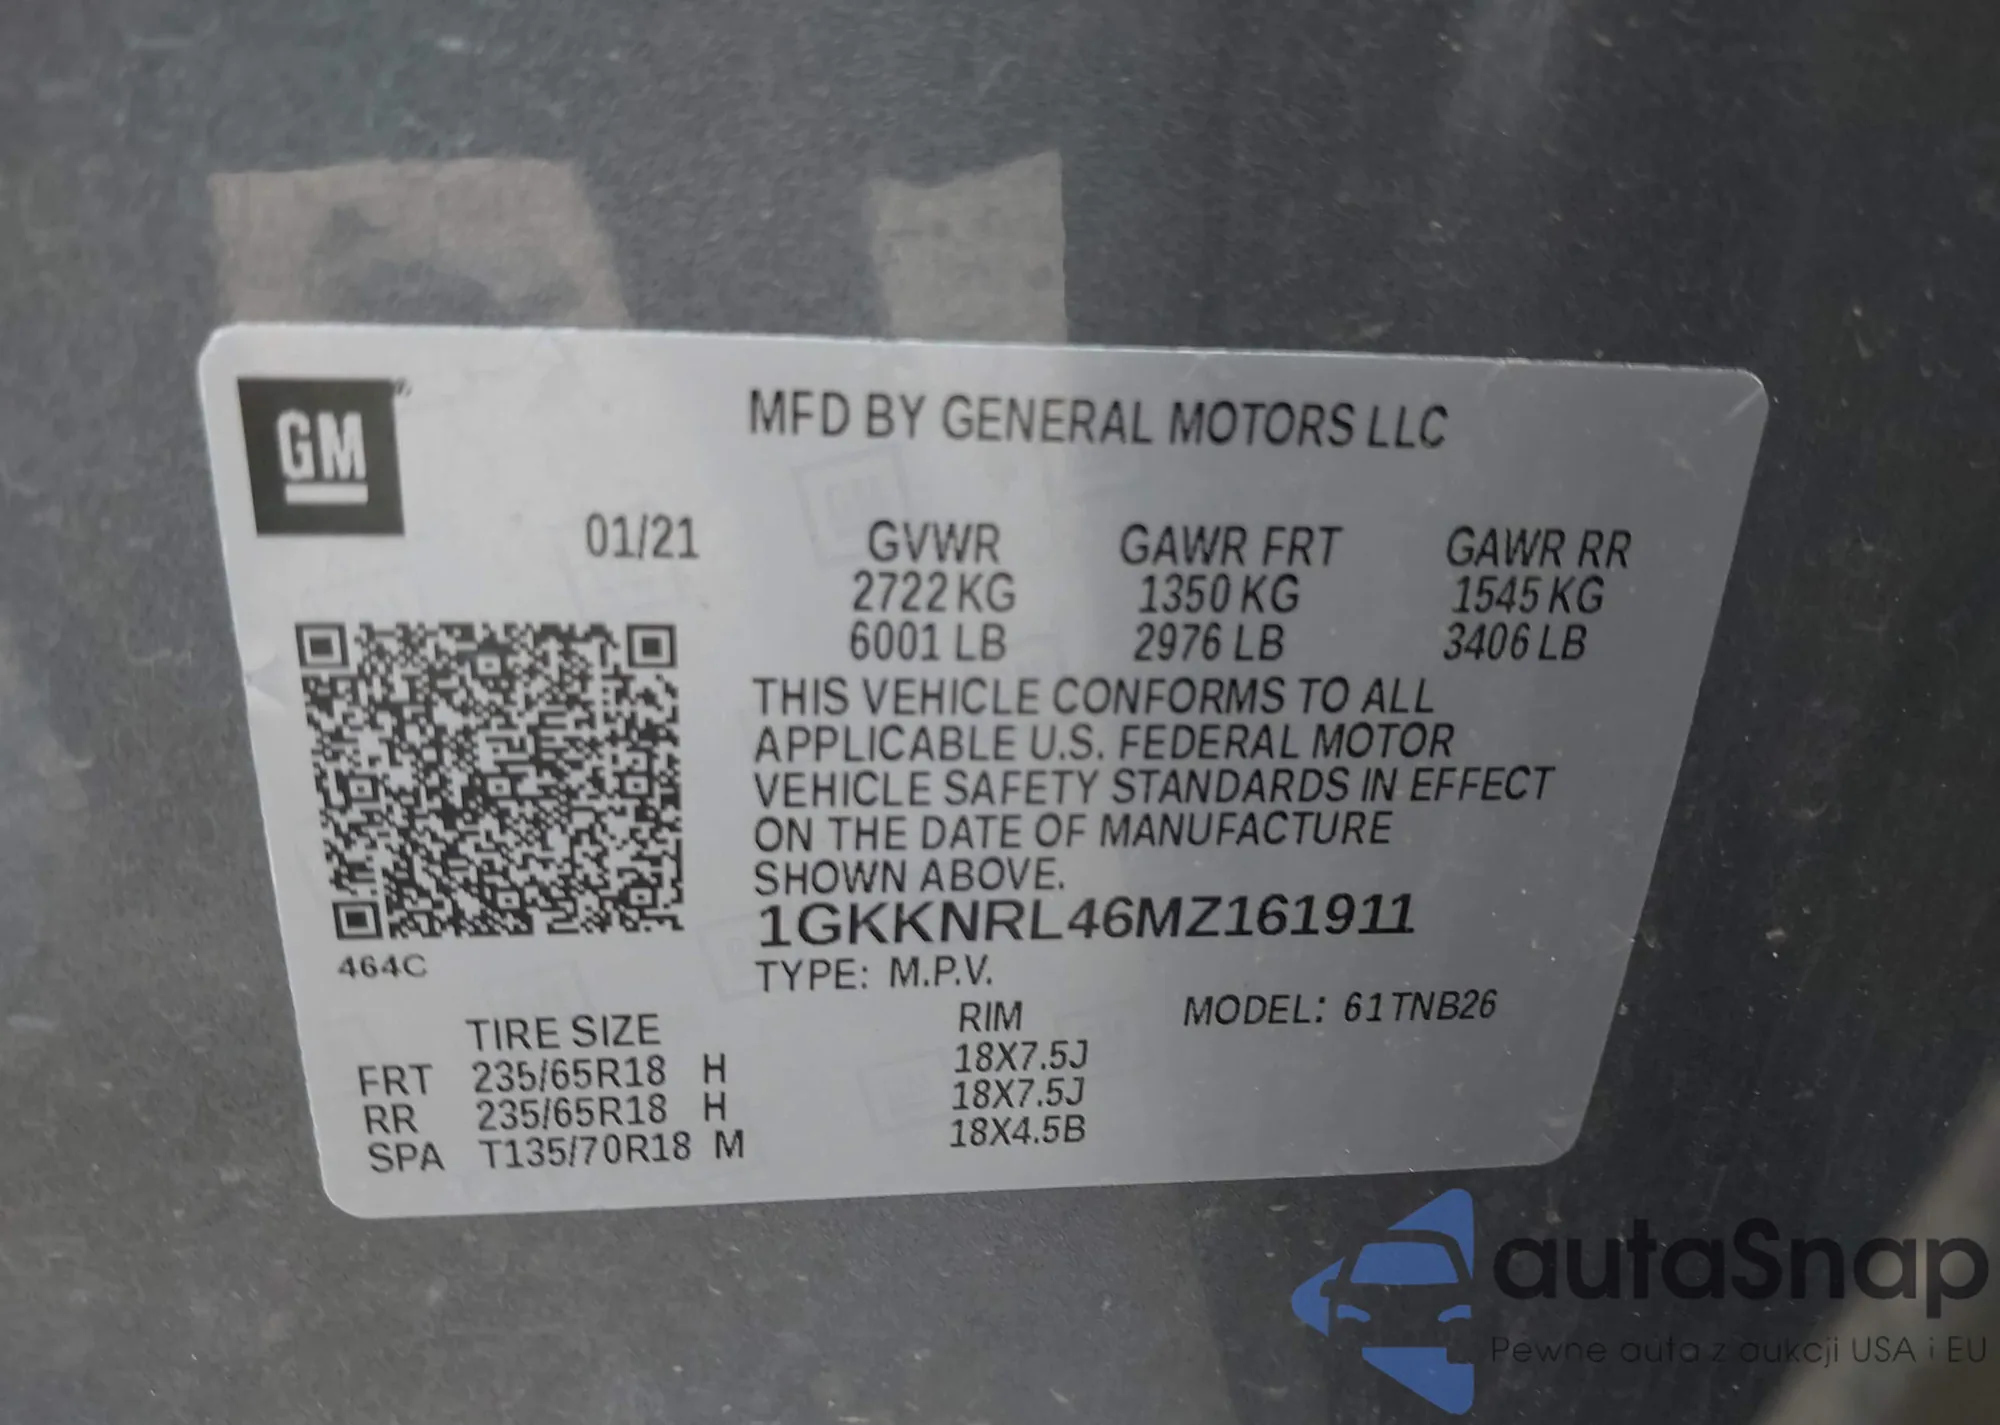 GM
MFD BY GENERAL MOTORS LLC
01/21
GVWR GAWR FRT GAWR RR
2722 KG 1350 KG 1545 KG
6001 LB 2976 LB 3406 LB
THIS VEHICLE CONFORMS TO ALL
APPLICABLE U.S. FEDERAL MOTOR
VEHICLE SAFETY STANDARDS IN EFFECT
ON THE DATE OF MANUFACTURE
SHOWN ABOVE.
1GKKNRL46MZ161911
464C
TYPE: M.P.V.
MODEL: 61TNB26
TIRE SIZE RIM
FRT 235/65R18 H 18X7.5J
RR 235/65R18 H 18X7.5J
SPA T135/70R18 M 18X4.5B
autaSnap
Pewne auta z aukcji USA i EU